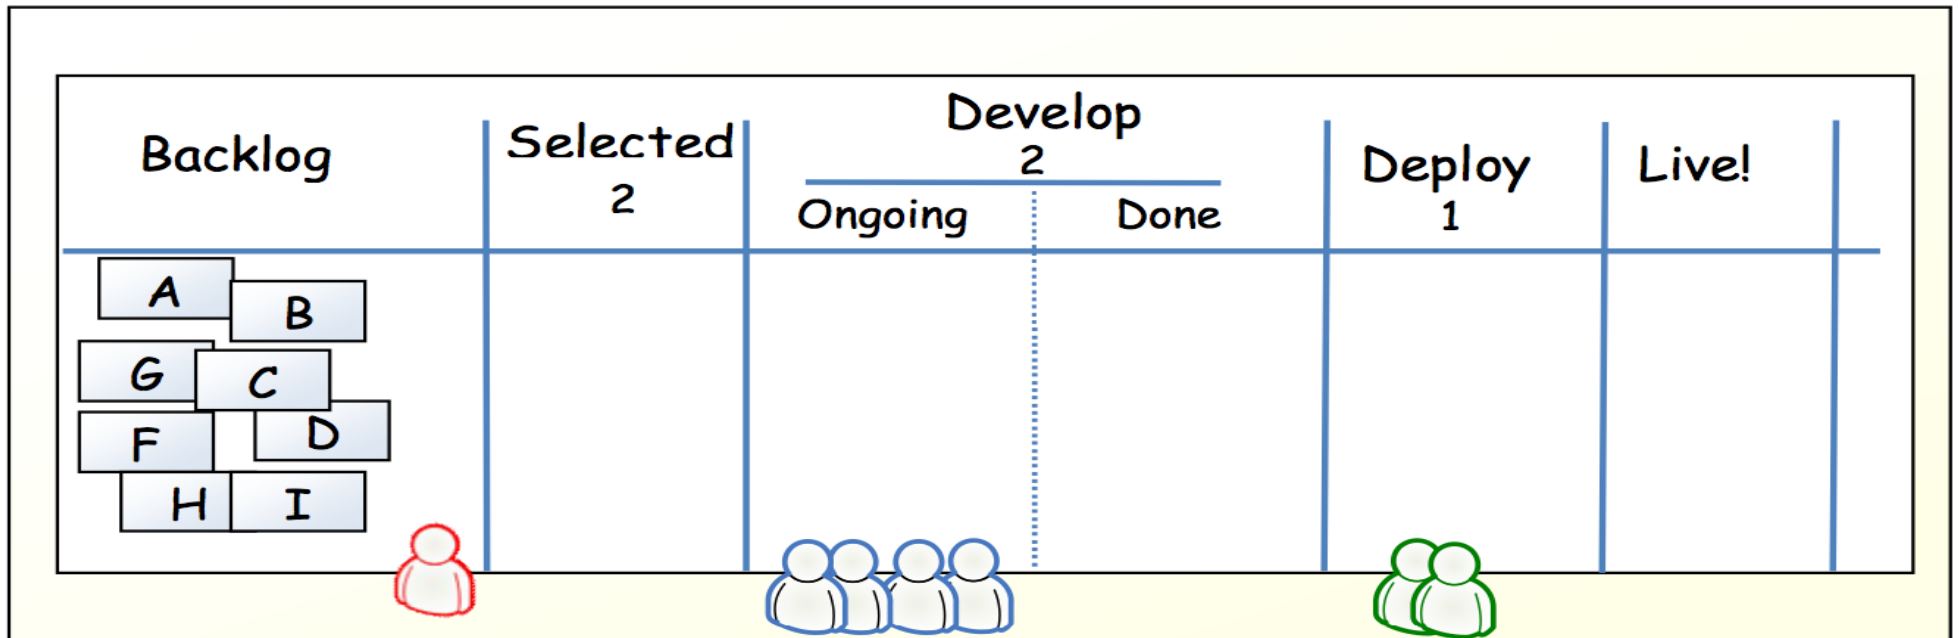 Backlog
Selected
2
Develop
2
Ongoing
Done
Deploy
1
Live!
A
B
G
C
F
D
H
I